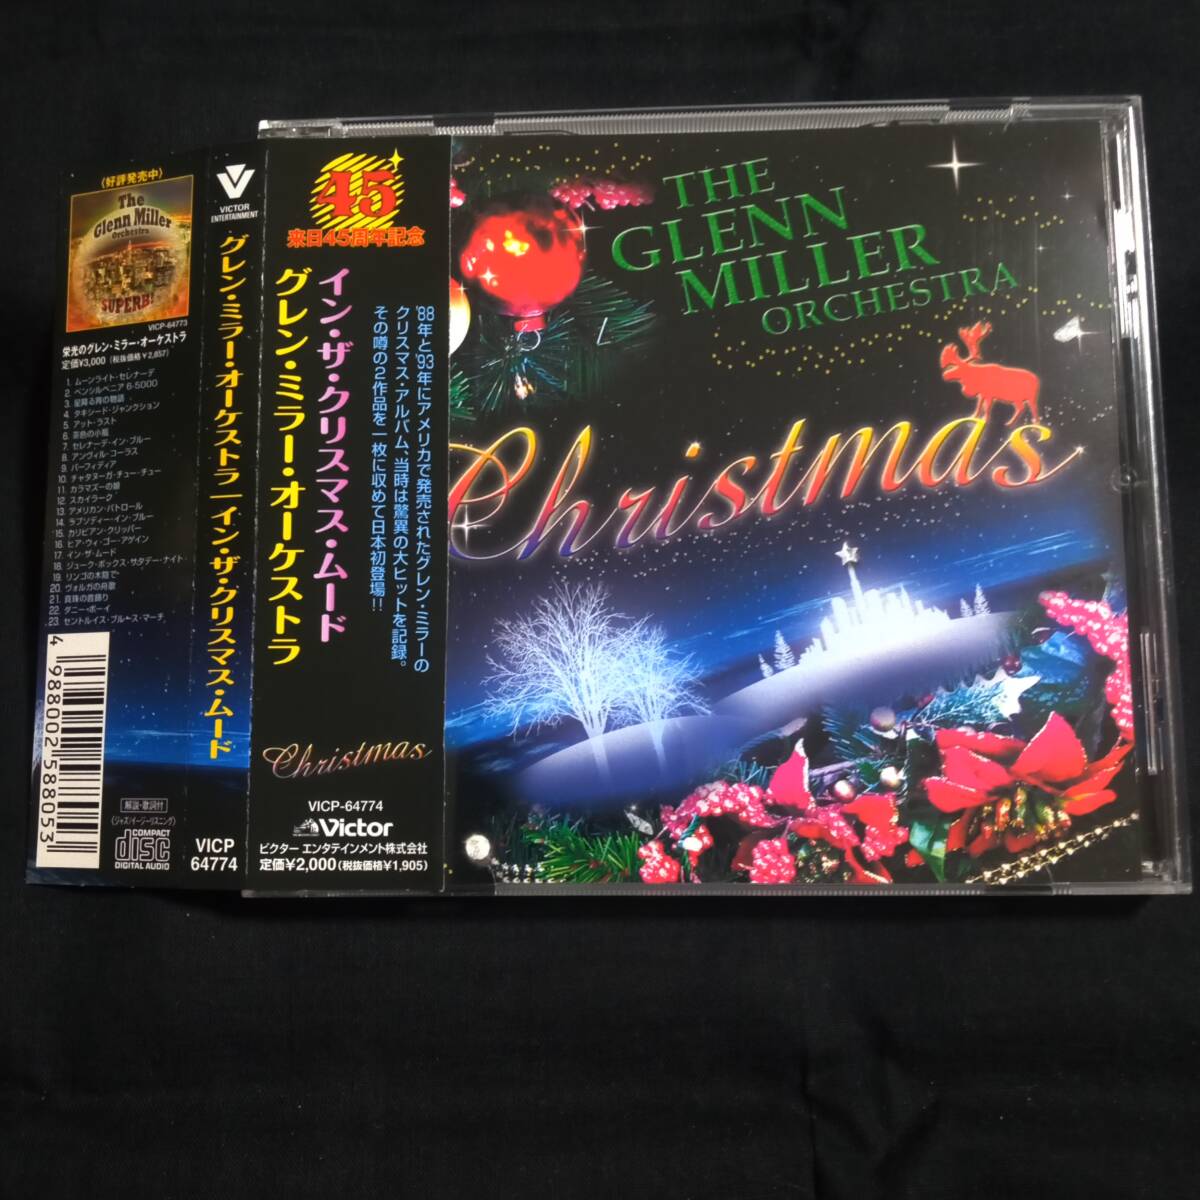 〈好評発売中〉
The
Glenn Miller
Orchestra
SUPERB!
VICP-64773
栄光のグレン・ミラー・オーケストラ
定価¥3,000(税抜価格¥2,857)
1. ムーンライト・セレナーデ
2. ペンシルベニア 6-5000
3. 星降る宵の物語
4. タキシード・ジャンクション
5. アット・ラスト
6. 茶色の小瓶
7. セレナーデ・イン・ブルー
8. アンヴィル・コーラス
9. パーフィディア
10. チャタヌーガ・チュー・チュー
11. カラマズーの娘
12. スカイラーク
13. アメリカン・パトロール
14. ラプソディー・イン・ブルー
15. カリビアン・クリッパー
16. ヒア・ウィ・ゴー・アゲイン
17. イン・ザ・ムード
18. ジューク・ボックス・サタデー・ナイト
19. リンゴの木陰で
20. ヴォルガの舟歌
21. 真珠の首飾り
22. ダニー・ボーイ
23. セントルイス・ブルース・マーチ
4 988002 588053
解説・歌詞付
(ジャズ/イージーリスニング)
COMPACT
disc
DIGITAL AUDIO
VICTOR
ENTERTAINMENT
グレン・ミラー・オーケストラ/イン・ザ・クリスマス・ムード
VICP
64774
45
来日45周年記念
'88年と'93年にアメリカで発売されたグレン・ミラーの
クリスマス・アルバム、当時は驚異の大ヒットを記録。
その噂の2作品を一枚に収めて日本初登場!!
イン・ザ・クリスマス・ムード
グレン・ミラー・オーケストラ
Christmas
VICP-64774
Victor
ビクター エンタテインメント株式会社
定価¥2,000(税抜価格¥1,905)
THE
GLENN
MILLER
ORCHESTRA
Christmas